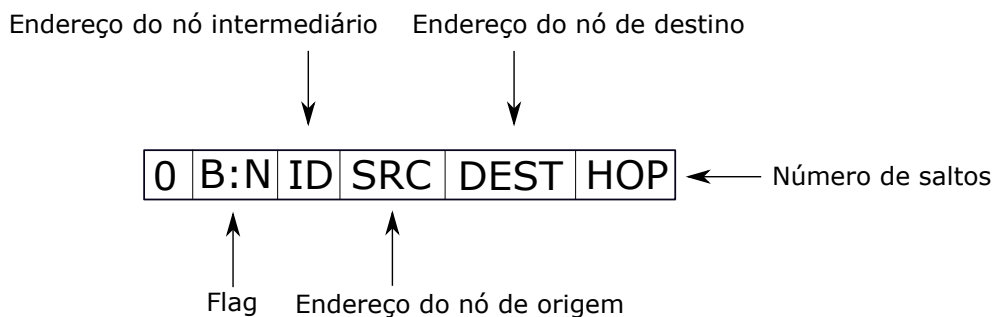 Endereço do nó intermediário Endereço do nó de destino
0 B:N ID SRC DEST HOP
Número de saltos
Flag Endereço do nó de origem